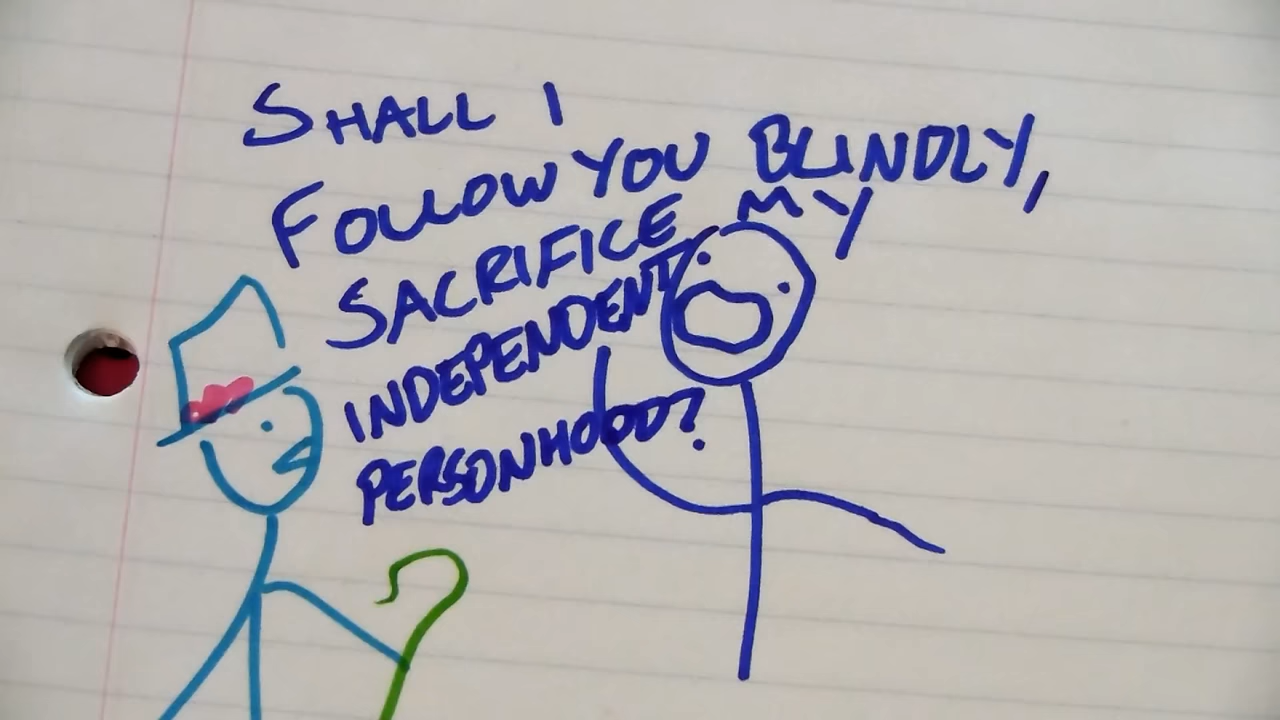 SHALL I
FOLLOW YOU BLINDLY,
SACRIFICE MY
INDEPENDENT
PERSONHOOD?